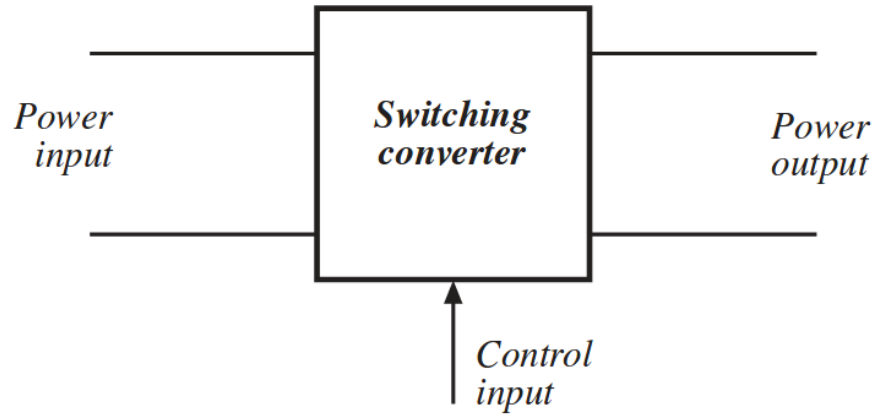 Power
input
Switching
converter
Power
output
Control
input